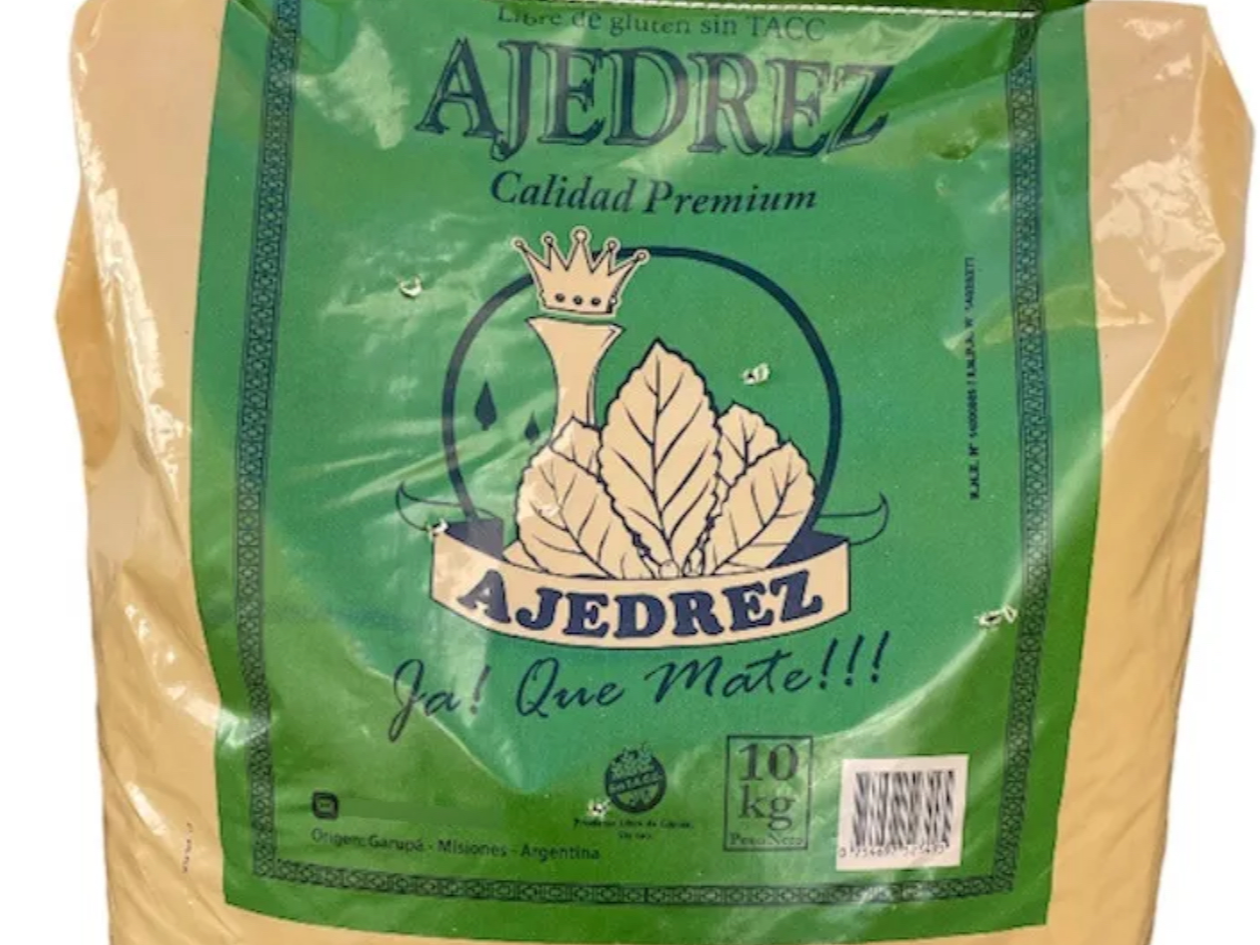 Libre de gluten sin TACC
AJEDREZ
Calidad Premium
AJEDREZ
Ja! Que Mate!!!
10
kg
Peso Neto
Origen: Garupá - Misiones - Argentina